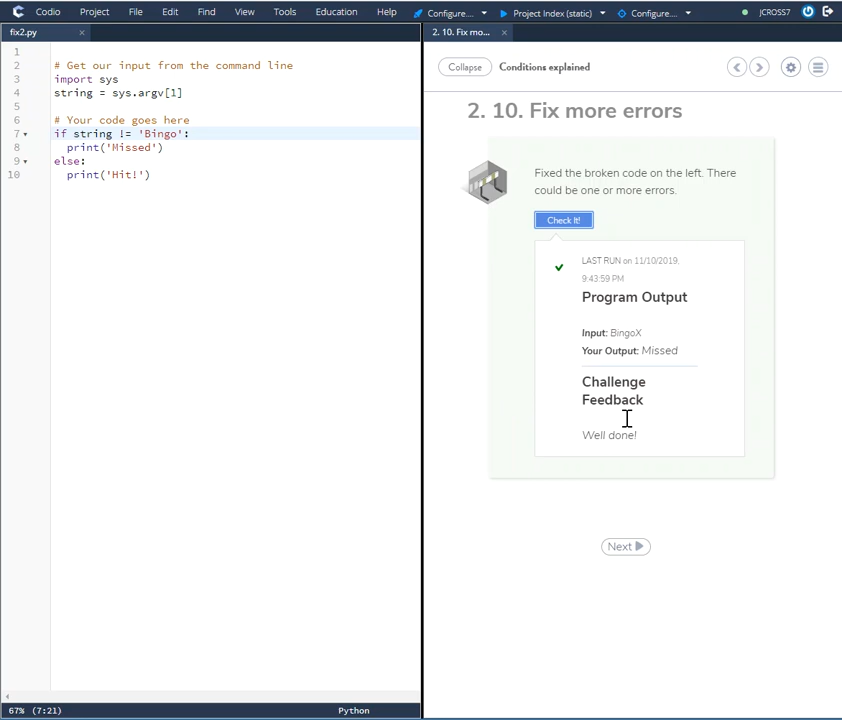 Codio Project File Edit Find View Tools Education Help Configure... Project Index (static) Configure.... JCROSS7
fix2.py
2. 10. Fix mo...
1
2 # Get our input from the command line
3 import sys
4 string = sys.argv[1]
5
6 # Your code goes here
7 if string != 'Bingo':
8 print('Missed')
9 else:
10 print('Hit!')
67% (7:21) Python
Collapse Conditions explained
2. 10. Fix more errors
Fixed the broken code on the left. There
could be one or more errors.
Check It!
LAST RUN on 11/10/2019,
9:43:59 PM
Program Output
Input: BingoX
Your Output: Missed
Challenge
Feedback
Well done!
Next